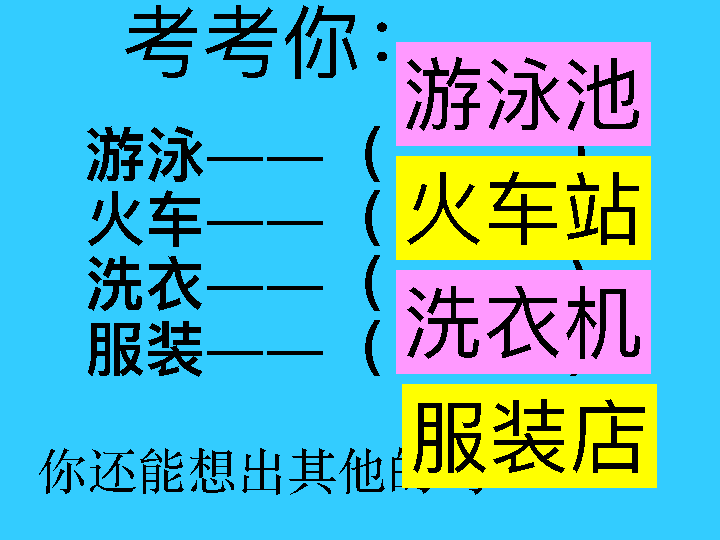 考考你：
游泳——（游泳池）
火车——（火车站
洗衣——（洗衣机）
服装——（服装店）
你还能想出其他的